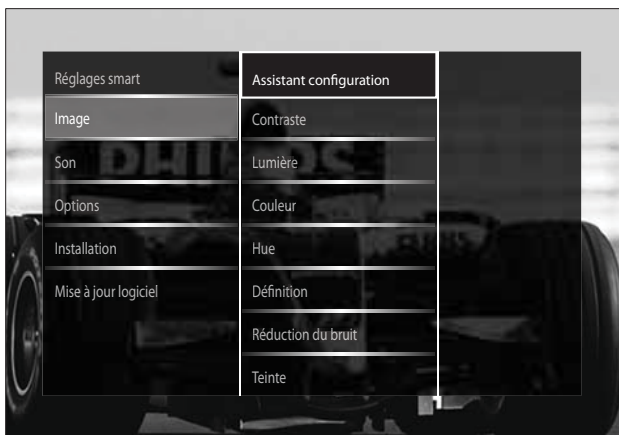 Réglages smart
Image
Son
Options
Installation
Mise à jour logiciel
Assistant configuration
Contraste
Lumière
Couleur
Hue
Définition
Réduction du bruit
Teinte
PHILIPS